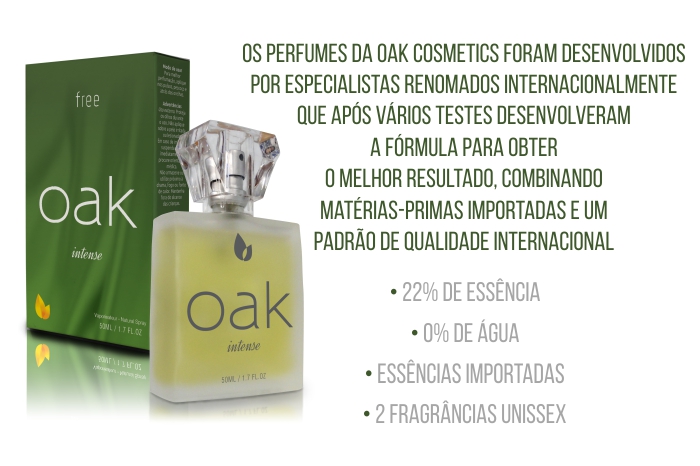 OS PERFUMES DA OAK COSMETICS FORAM DESENVOLVIDOS
POR ESPECIALISTAS RENOMADOS INTERNACIONALMENTE
QUE APÓS VÁRIOS TESTES DESENVOLVERAM
A FÓRMULA PARA OBTER
O MELHOR RESULTADO, COMBINANDO
MATÉRIAS-PRIMAS IMPORTADAS E UM
PADRÃO DE QUALIDADE INTERNACIONAL
• 22% DE ESSÊNCIA
• 0% DE ÁGUA
• ESSÊNCIAS IMPORTADAS
• 2 FRAGRÂNCIAS UNISSEX
free
oak
intense
Natural Spray
50ML / 1.7 FL.OZ
oak
intense
50ML / 1.7 FL.OZ